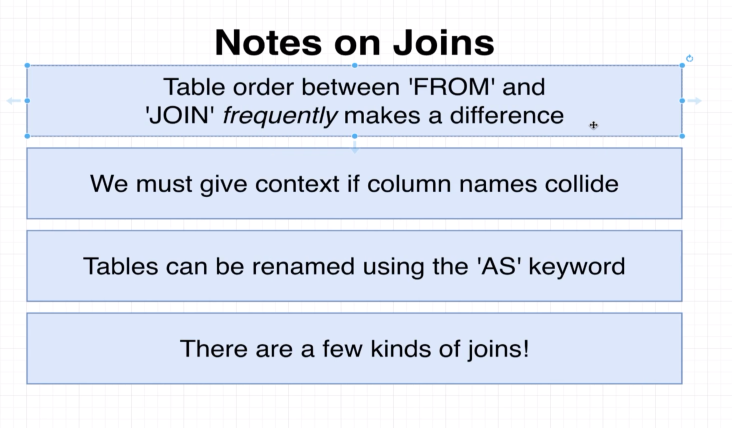 Notes on Joins
Table order between 'FROM' and
'JOIN' frequently makes a difference
We must give context if column names collide
Tables can be renamed using the 'AS' keyword
There are a few kinds of joins!